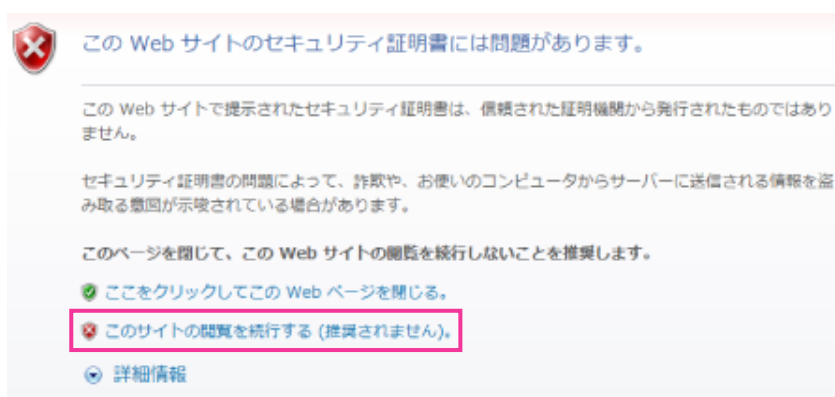 この Web サイトのセキュリティ証明書には問題があります。
この Web サイトで提示されたセキュリティ証明書は、信頼された証明機関から発行されたものではあり
ません。
セキュリティ証明書の問題によって、詐欺や、お使いのコンピュータからサーバーに送信される情報を盗
み取る意図が示唆されている場合があります。
このページを閉じて、この Web サイトの閲覧を続行しないことを推奨します。
ここをクリックしてこの Web ページを閉じる。
このサイトの閲覧を続行する (推奨されません)。
詳細情報